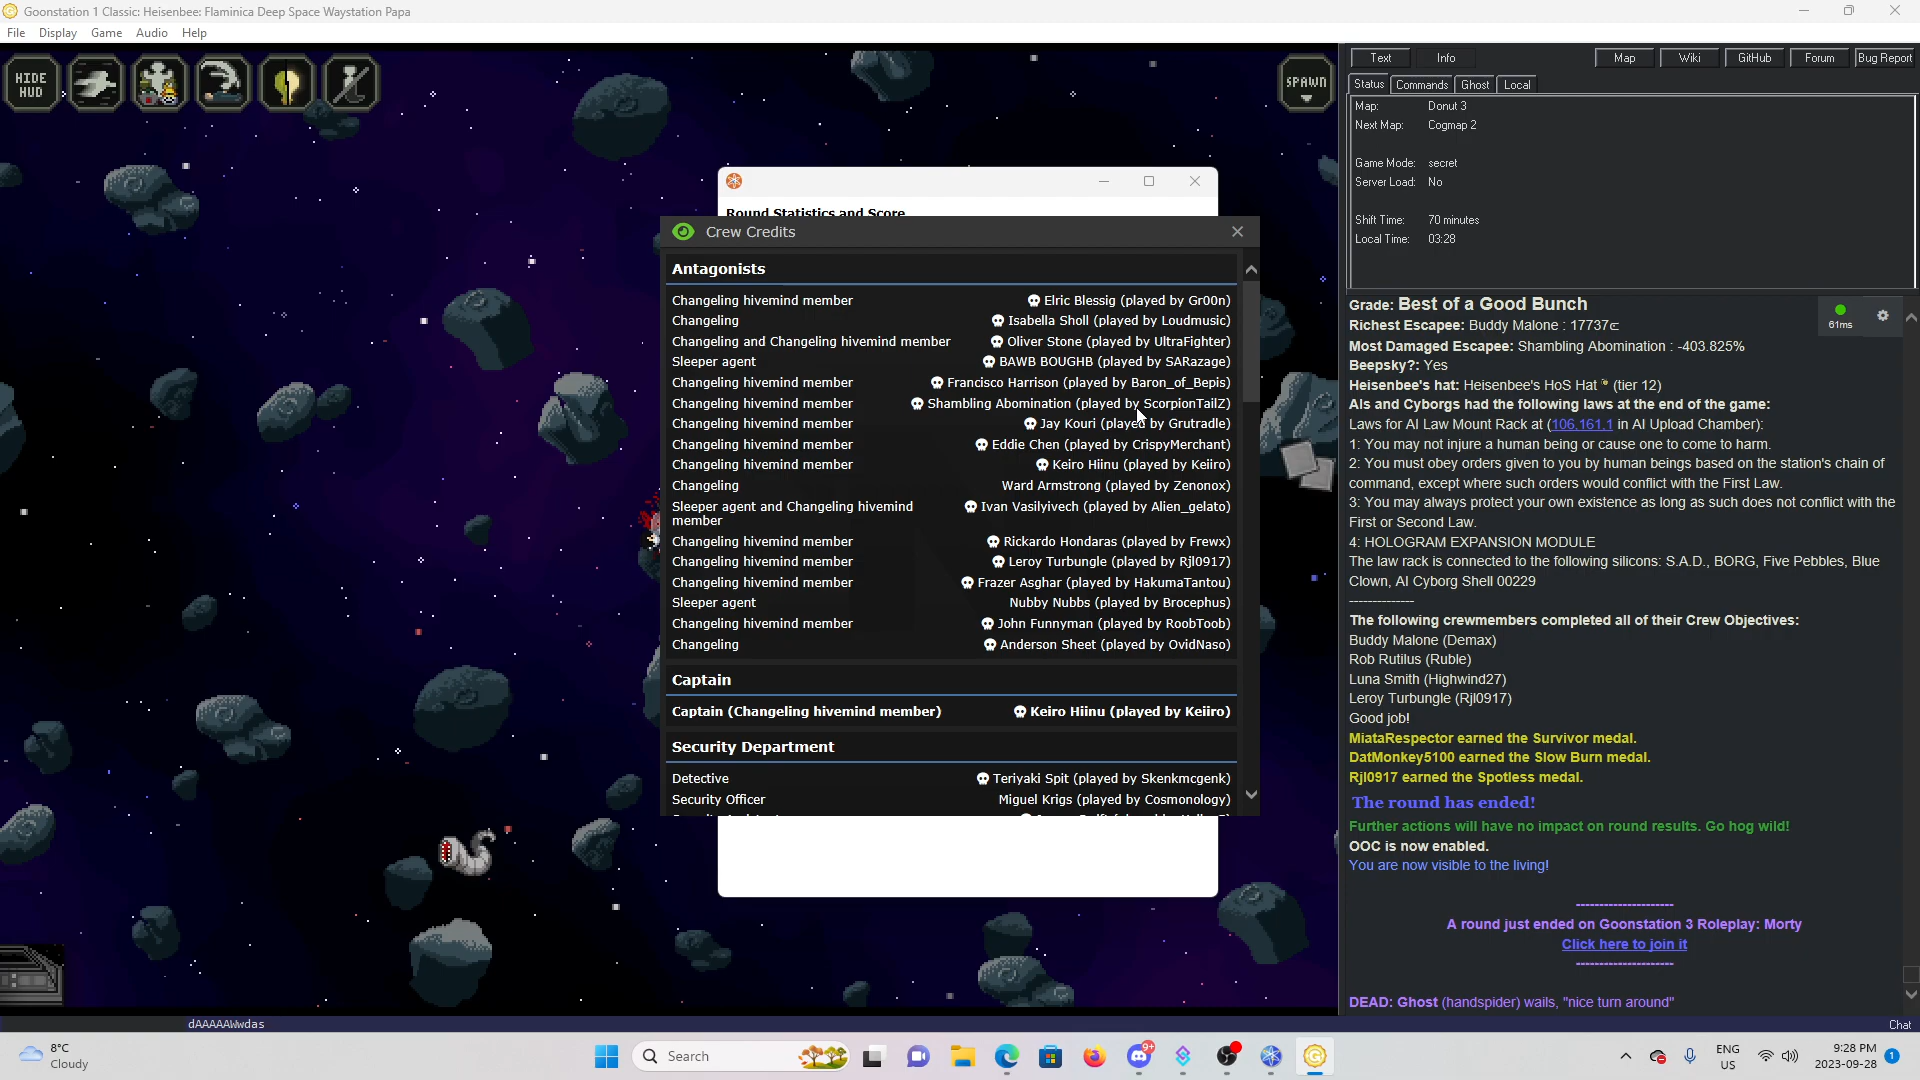 Goonstation 1 Classic: Heisenbee: Flaminica Deep Space Waystation Papa
File Display Game Audio Help
HIDE HUD
SPAWN
Text Info Map Wiki GitHub Forum Bug Report
Status Commands Ghost Local
Map: Donut 3
Next Map: Cogmap 2
Game Mode: secret
Server Load: No
Shift Time: 70 minutes
Local Time: 03:28
Round Statistics and Score
Crew Credits
Antagonists
Changeling hivemind member Elric Blessig (played by Gr00n)
Changeling Isabella Sholl (played by Loudmusic)
Changeling and Changeling hivemind member Oliver Stone (played by UltraFighter)
Sleeper agent BAWB BOUGHB (played by SARazage)
Changeling hivemind member Francisco Harrison (played by Baron_of_Bepis)
Changeling hivemind member Shambling Abomination (played by ScorpionTailZ)
Changeling hivemind member Jay Kouri (played by Grutradle)
Changeling hivemind member Eddie Chen (played by CrispyMerchant)
Changeling hivemind member Keiro Hiinu (played by Keiiro)
Changeling Ward Armstrong (played by Zenonox)
Sleeper agent and Changeling hivemind Ivan Vasilyivech (played by Alien_gelato)
member
Changeling hivemind member Rickardo Hondaras (played by Frewx)
Changeling hivemind member Leroy Turbungle (played by Rjl0917)
Changeling hivemind member Frazer Asghar (played by HakumaTantou)
Sleeper agent Nubby Nubbs (played by Brocephus)
Changeling hivemind member John Funnyman (played by RoobToob)
Changeling Anderson Sheet (played by OvidNaso)
Captain
Captain (Changeling hivemind member) Keiro Hiinu (played by Keiiro)
Security Department
Detective Teriyaki Spit (played by Skenkmcgenk)
Security Officer Miguel Krigs (played by Cosmonology)
Grade: Best of a Good Bunch
61ms
Richest Escapee: Buddy Malone : 17737⪽
Most Damaged Escapee: Shambling Abomination : -403.825%
Beepsky?: Yes
Heisenbee's hat: Heisenbee's HoS Hat (tier 12)
AIs and Cyborgs had the following laws at the end of the game:
Laws for AI Law Mount Rack at (106,161,1 in AI Upload Chamber):
1: You may not injure a human being or cause one to come to harm.
2: You must obey orders given to you by human beings based on the station's chain of
command, except where such orders would conflict with the First Law.
3: You may always protect your own existence as long as such does not conflict with the
First or Second Law.
4: HOLOGRAM EXPANSION MODULE
The law rack is connected to the following silicons: S.A.D., BORG, Five Pebbles, Blue
Clown, AI Cyborg Shell 00229
---------------
The following crewmembers completed all of their Crew Objectives:
Buddy Malone (Demax)
Rob Rutilus (Ruble)
Luna Smith (Highwind27)
Leroy Turbungle (Rjl0917)
Good job!
MiataRespector earned the Survivor medal.
DatMonkey5100 earned the Slow Burn medal.
Rjl0917 earned the Spotless medal.
The round has ended!
Further actions will have no impact on round results. Go hog wild!
OOC is now enabled.
You are now visible to the living!
---------------------
A round just ended on Goonstation 3 Roleplay: Morty
Click here to join it
---------------------
DEAD: Ghost (handspider) wails, "nice turn around"
dAAAAAWwdas
Chat
8°C
Cloudy
Search
9+
ENG
US
9:28 PM
2023-09-28
1